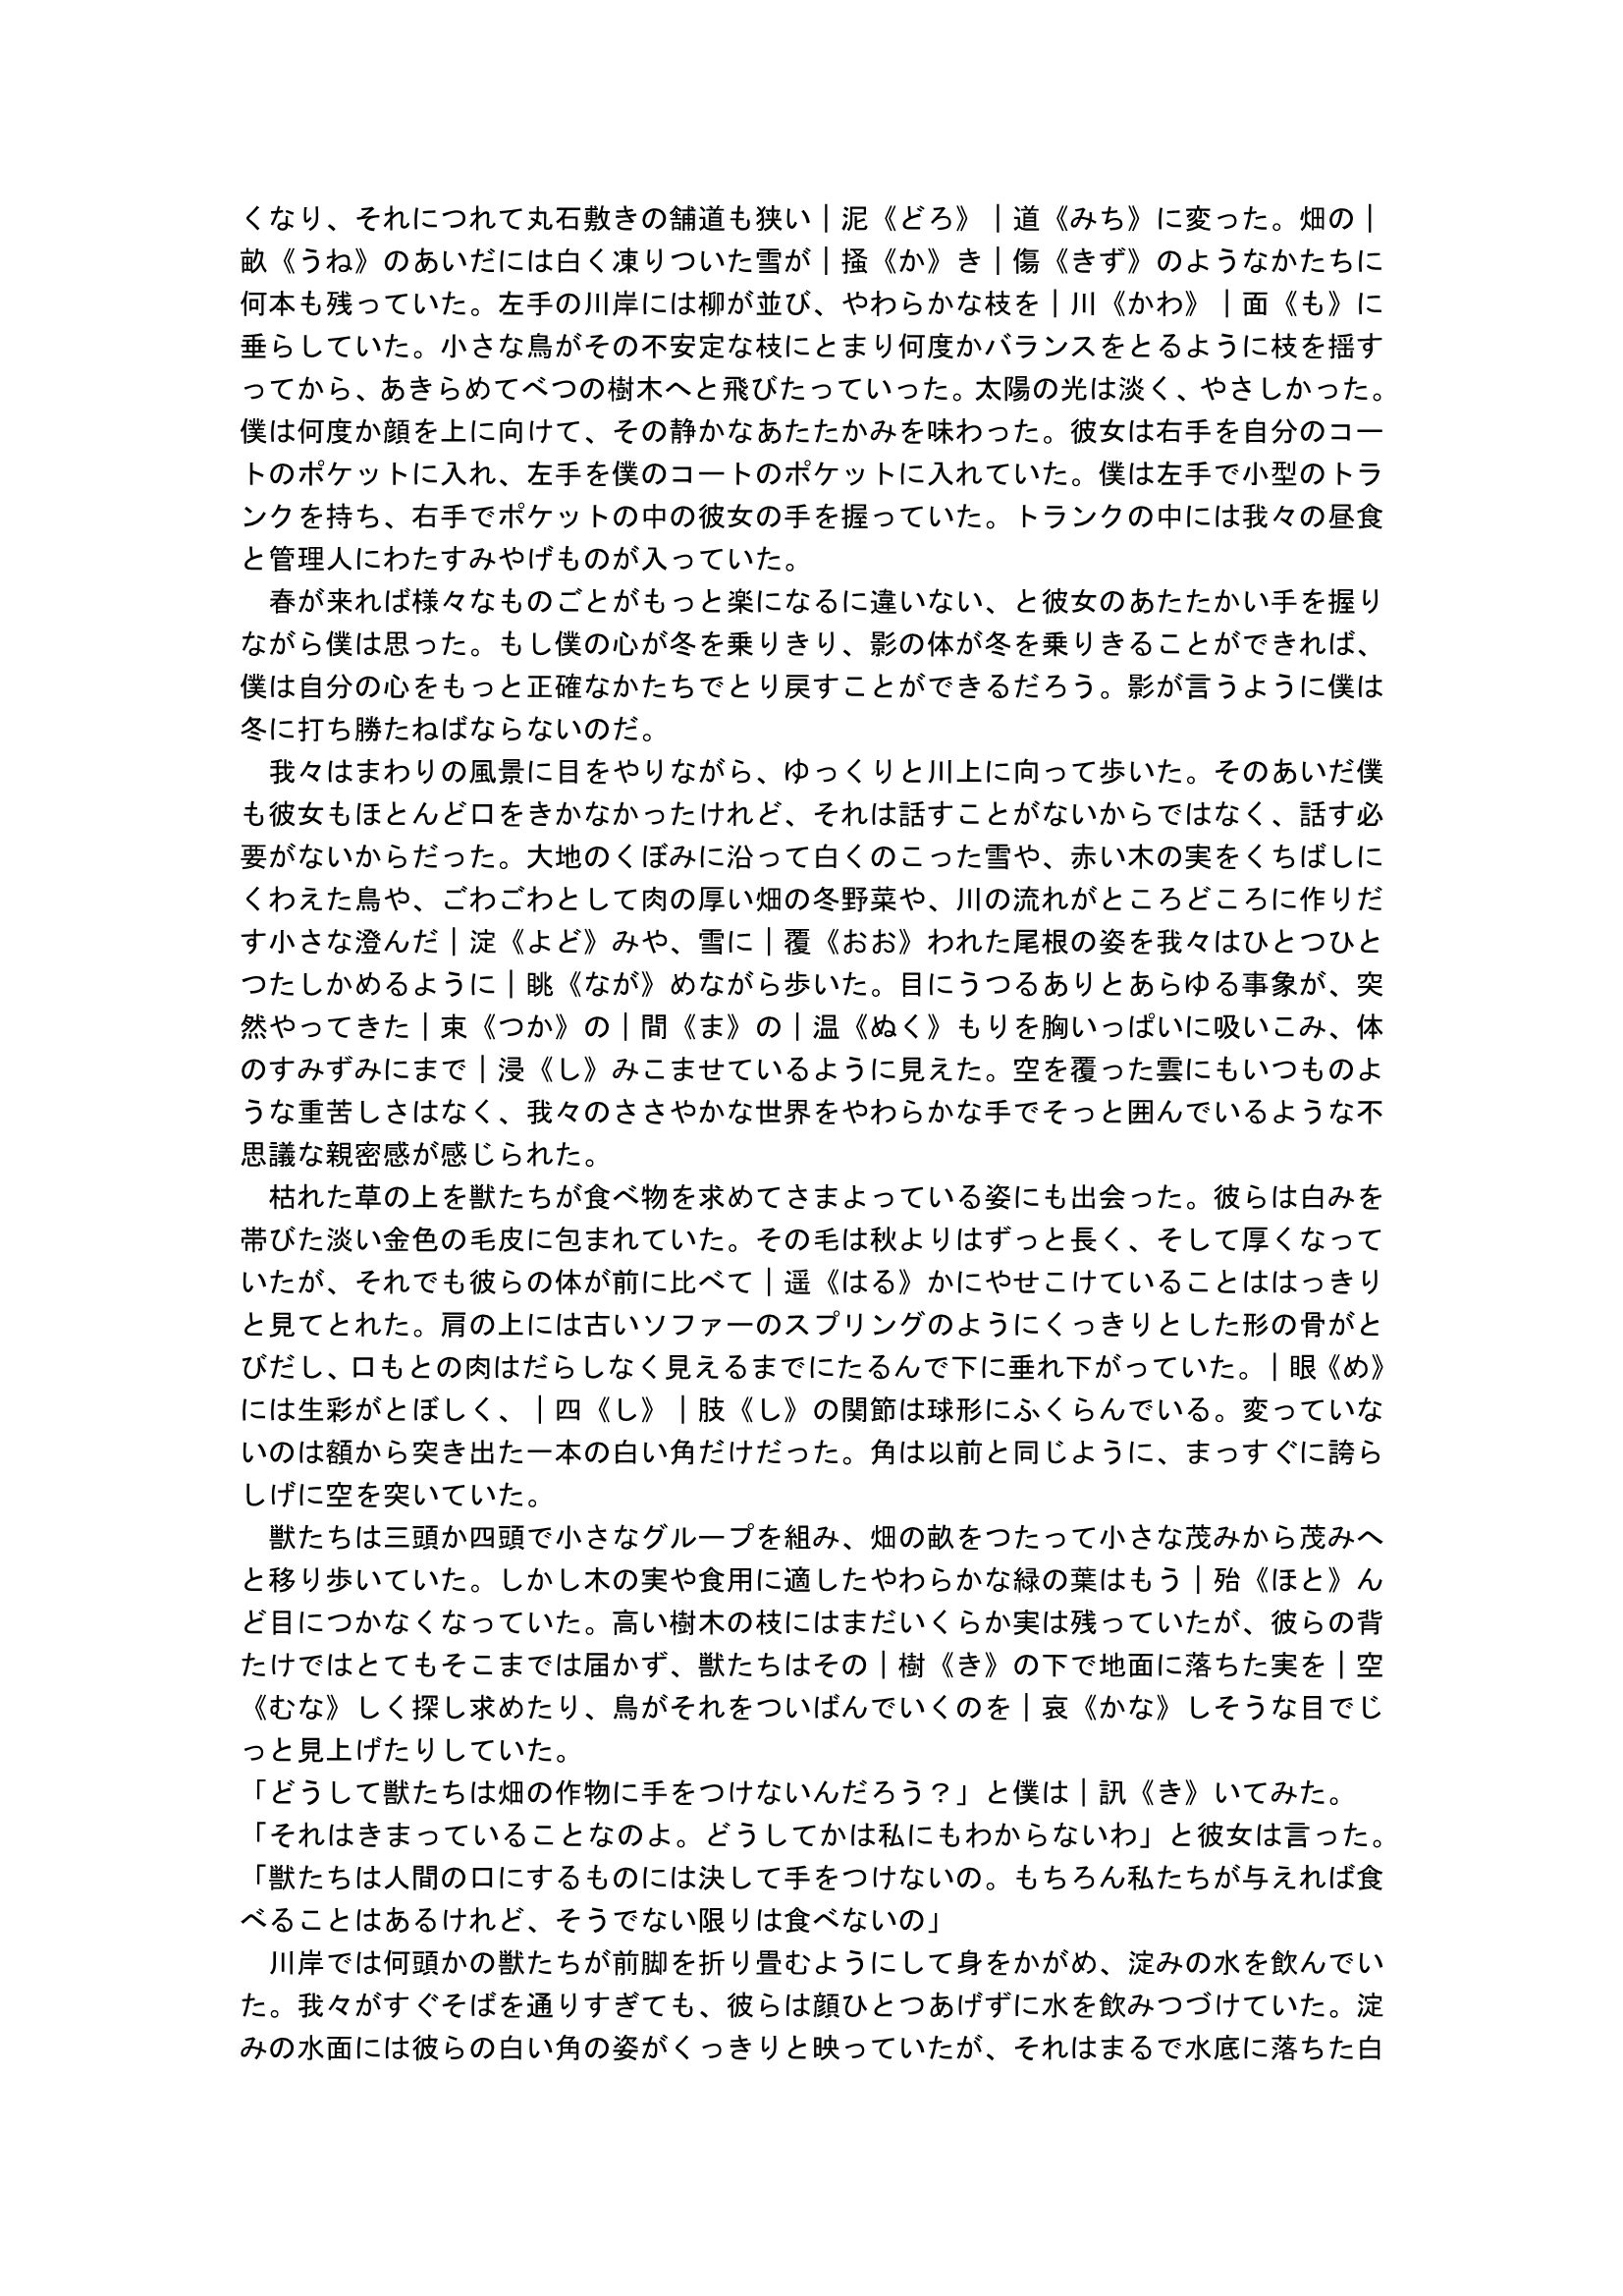 くなり、それにつれて丸石敷きの舗道も狭い｜泥《どろ》｜道《みち》に変った。畑の｜
畝《うね》のあいだには白く凍りついた雪が｜掻《か》き｜傷《きず》のようなかたちに
何本も残っていた。左手の川岸には柳が並び、やわらかな枝を｜川《かわ》｜面《も》に
垂らしていた。小さな鳥がその不安定な枝にとまり何度かバランスをとるように枝を揺す
ってから、あきらめてべつの樹木へと飛びたっていった。太陽の光は淡く、やさしかった。
僕は何度か顔を上に向けて、その静かなあたたかみを味わった。彼女は右手を自分のコー
トのポケットに入れ、左手を僕のコートのポケットに入れていた。僕は左手で小型のトラ
ンクを持ち、右手でポケットの中の彼女の手を握っていた。トランクの中には我々の昼食
と管理人にわたすみやげものが入っていた。
　春が来れば様々なものごとがもっと楽になるに違いない、と彼女のあたたかい手を握り
ながら僕は思った。もし僕の心が冬を乗りきり、影の体が冬を乗りきることができれば、
僕は自分の心をもっと正確なかたちでとり戻すことができるだろう。影が言うように僕は
冬に打ち勝たねばならないのだ。
　我々はまわりの風景に目をやりながら、ゆっくりと川上に向って歩いた。そのあいだ僕
も彼女もほとんど口をきかなかったけれど、それは話すことがないからではなく、話す必
要がないからだった。大地のくぼみに沿って白くのこった雪や、赤い木の実をくちばしに
くわえた鳥や、ごわごわとして肉の厚い畑の冬野菜や、川の流れがところどころに作りだ
す小さな澄んだ｜淀《よど》みや、雪に｜覆《おお》われた尾根の姿を我々はひとつひと
つたしかめるように｜眺《なが》めながら歩いた。目にうつるありとあらゆる事象が、突
然やってきた｜束《つか》の｜間《ま》の｜温《ぬく》もりを胸いっぱいに吸いこみ、体
のすみずみにまで｜浸《し》みこませているように見えた。空を覆った雲にもいつものよ
うな重苦しさはなく、我々のささやかな世界をやわらかな手でそっと囲んでいるような不
思議な親密感が感じられた。
　枯れた草の上を獣たちが食べ物を求めてさまよっている姿にも出会った。彼らは白みを
帯びた淡い金色の毛皮に包まれていた。その毛は秋よりはずっと長く、そして厚くなって
いたが、それでも彼らの体が前に比べて｜遥《はる》かにやせこけていることははっきり
と見てとれた。肩の上には古いソファーのスプリングのようにくっきりとした形の骨がと
びだし、口もとの肉はだらしなく見えるまでにたるんで下に垂れ下がっていた。｜眼《め》
には生彩がとぼしく、｜四《し》｜肢《し》の関節は球形にふくらんでいる。変っていな
いのは額から突き出た一本の白い角だけだった。角は以前と同じように、まっすぐに誇ら
しげに空を突いていた。
　獣たちは三頭か四頭で小さなグループを組み、畑の畝をつたって小さな茂みから茂みへ
と移り歩いていた。しかし木の実や食用に適したやわらかな緑の葉はもう｜殆《ほと》ん
ど目につかなくなっていた。高い樹木の枝にはまだいくらか実は残っていたが、彼らの背
たけではとてもそこまでは届かず、獣たちはその｜樹《き》の下で地面に落ちた実を｜空
《むな》しく探し求めたり、鳥がそれをついばんでいくのを｜哀《かな》しそうな目でじ
っと見上げたりしていた。
「どうして獣たちは畑の作物に手をつけないんだろう？」と僕は｜訊《き》いてみた。
「それはきまっていることなのよ。どうしてかは私にもわからないわ」と彼女は言った。
「獣たちは人間の口にするものには決して手をつけないの。もちろん私たちが与えれば食
べることはあるけれど、そうでない限りは食べないの」
　川岸では何頭かの獣たちが前脚を折り畳むようにして身をかがめ、淀みの水を飲んでい
た。我々がすぐそばを通りすぎても、彼らは顔ひとつあげずに水を飲みつづけていた。淀
みの水面には彼らの白い角の姿がくっきりと映っていたが、それはまるで水底に落ちた白